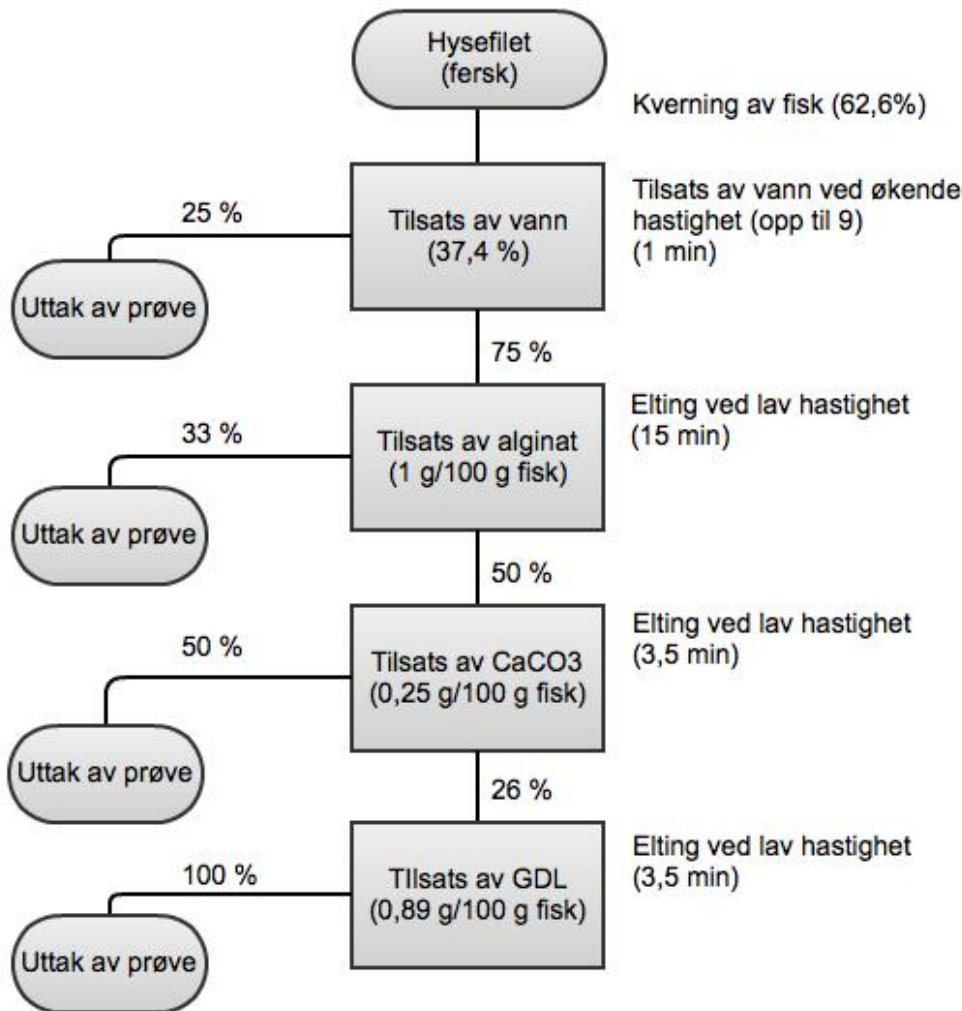 Hysefilet
(fersk)
Kverning av fisk (62,6%)
25 %
Tilsats av vann
(37,4 %)
Tilsats av vann ved økende
hastighet (opp til 9)
(1 min)
Uttak av prøve
75 %
33 %
Tilsats av alginat
(1 g/100 g fisk)
Elting ved lav hastighet
(15 min)
Uttak av prøve
50 %
50 %
Tilsats av CaCO3
(0,25 g/100 g fisk)
Elting ved lav hastighet
(3,5 min)
Uttak av prøve
26 %
100 %
TIlsats av GDL
(0,89 g/100 g fisk)
Elting ved lav hastighet
(3,5 min)
Uttak av prøve